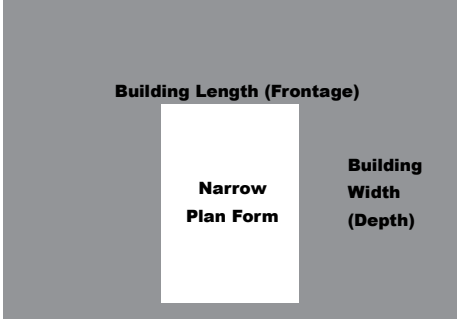 Building Length (Frontage)
Narrow
Plan Form
Building
Width
(Depth)